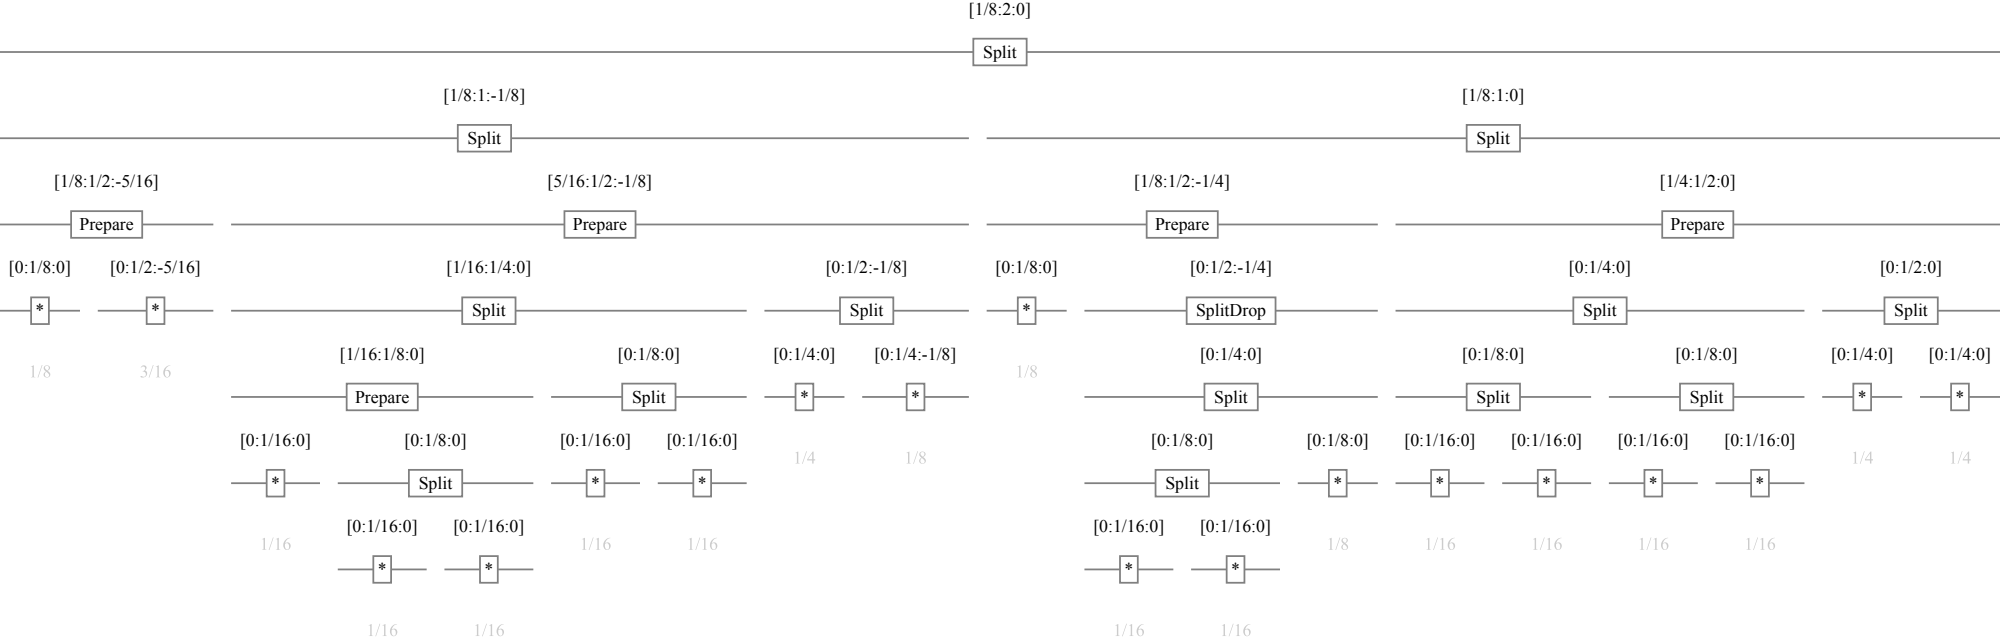 [1/8:2:0]
Split
[1/8:1:-1/8] [1/8:1:0]
Split Split
[1/8:1/2:-5/16] [5/16:1/2:-1/8] [1/8:1/2:-1/4] [1/4:1/2:0]
Prepare Prepare Prepare Prepare
[0:1/8:0] [0:1/2:-5/16] [1/16:1/4:0] [0:1/2:-1/8] [0:1/8:0] [0:1/2:-1/4] [0:1/4:0] [0:1/2:0]
* * Split Split * SplitDrop Split Split
[1/16:1/8:0] [0:1/8:0] [0:1/4:0] [0:1/4:-1/8] [0:1/4:0] [0:1/8:0] [0:1/8:0] [0:1/4:0] [0:1/4:0]
1/8 3/16 1/8
Prepare Split * * Split Split Split * *
[0:1/16:0] [0:1/8:0] [0:1/16:0] [0:1/16:0] [0:1/8:0] [0:1/8:0] [0:1/16:0] [0:1/16:0] [0:1/16:0] [0:1/16:0]
1/4 1/8 1/4 1/4
* Split * * Split * * * * *
[0:1/16:0] [0:1/16:0] [0:1/16:0] [0:1/16:0]
1/16 1/16 1/16 1/8 1/16 1/16 1/16 1/16
* * * *
1/16 1/16 1/16 1/16